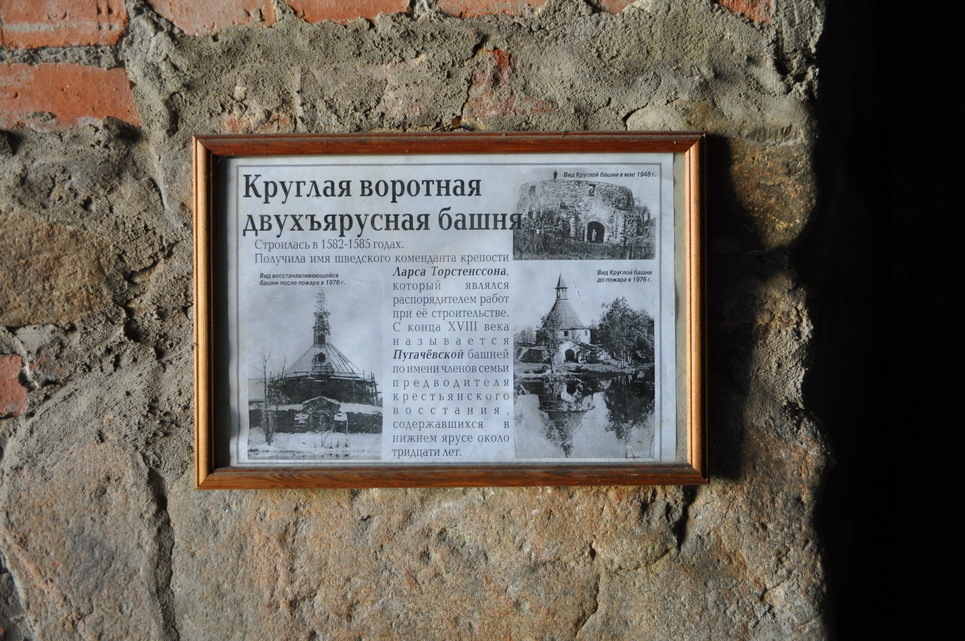 Круглая воротная
двухъярусная башня
Вид Круглой башни в мае 1948 г.
Строилась в 1582-1585 годах.
Получила имя шведского коменданта крепости
Ларса Торстенссона,
который являлся
распорядителем работ
при её строительстве.
С конца XVIII века
называется
Пугачёвской башней
по имени членов семьи
предводителя
крестьянского
восстания,
содержавшихся в
нижнем ярусе около
тридцати лет.
Вид восстанавливающейся
башни после пожара в 1976 г.
Вид Круглой башни
до пожара в 1976 г.